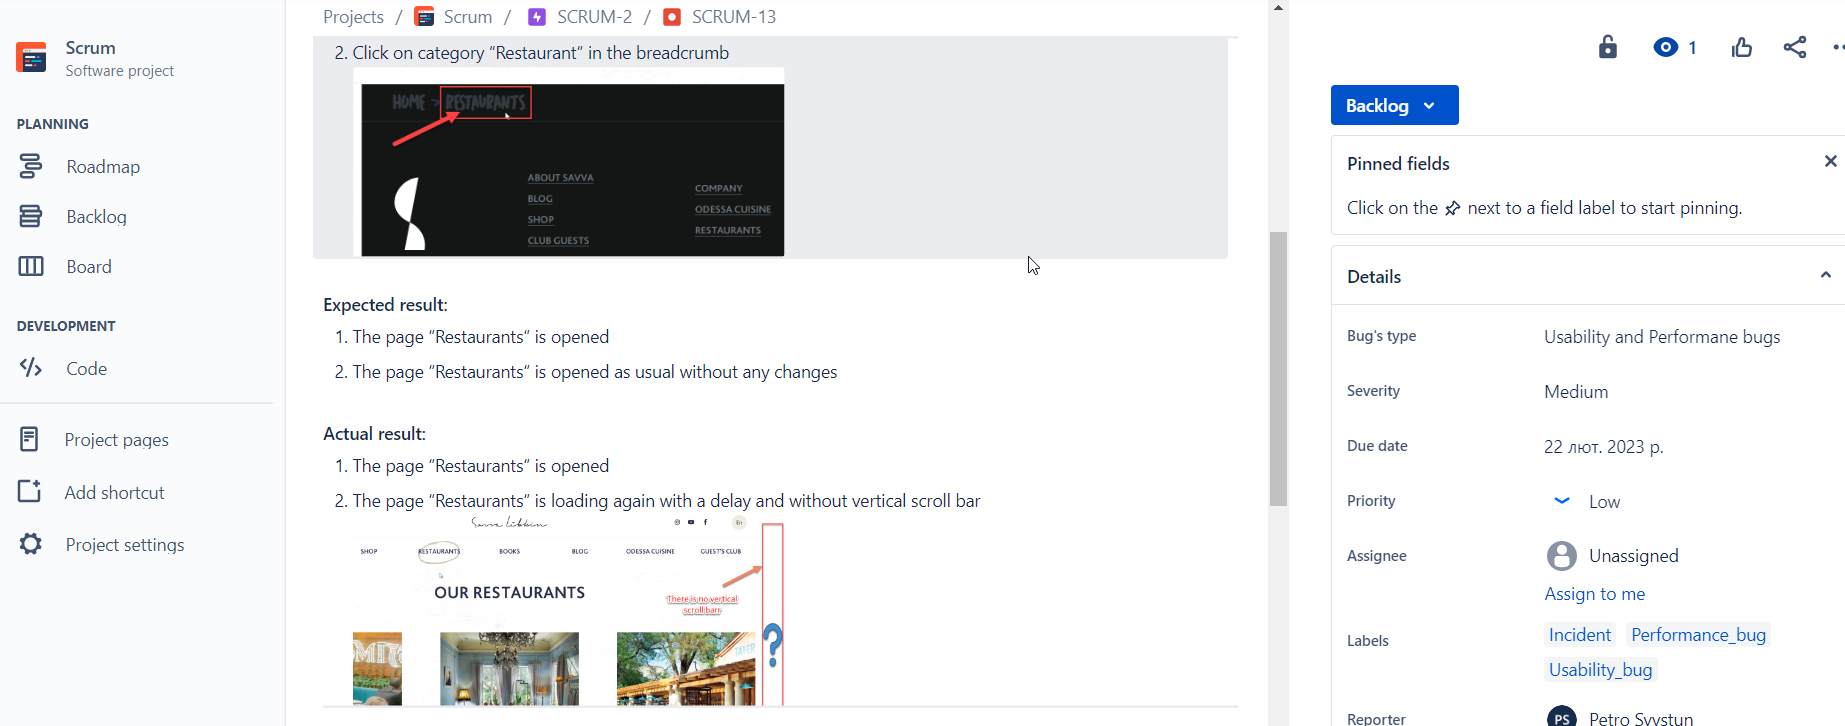 Projects / Scrum / SCRUM-2 / SCRUM-13
Scrum
Software project
PLANNING
Roadmap
Backlog
Board
DEVELOPMENT
Code
Project pages
Add shortcut
Project settings
2. Click on category “Restaurant“ in the breadcrumb
HOME > RESTAURANTS
ABOUT SAVVA
BLOG
SHOP
CLUB GUESTS
COMPANY
ODESSA CUISINE
RESTAURANTS
Expected result:
1. The page “Restaurants“ is opened
2. The page “Restaurants“ is opened as usual without any changes
Actual result:
1. The page “Restaurants“ is opened
2. The page “Restaurants“ is loading again with a delay and without vertical scroll bar
Savva Libkin
En
SHOP RESTAURANTS BOOKS BLOG ODESSA CUISINE GUEST'S CLUB
OUR RESTAURANTS
There is no vertical
scroll bar
?
1
Backlog
Pinned fields
Click on the next to a field label to start pinning.
Details
Bug's type Usability and Performane bugs
Severity Medium
Due date 22 лют. 2023 р.
Priority Low
Assignee Unassigned
Assign to me
Labels Incident Performance_bug
Usability_bug
Reporter PS Petro Svystun